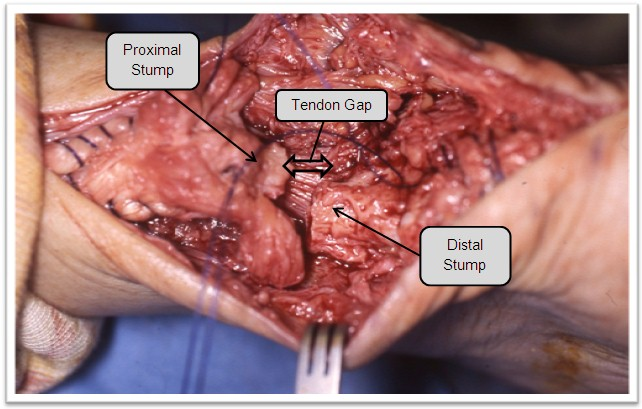 Proximal
Stump
Tendon Gap
Distal
Stump